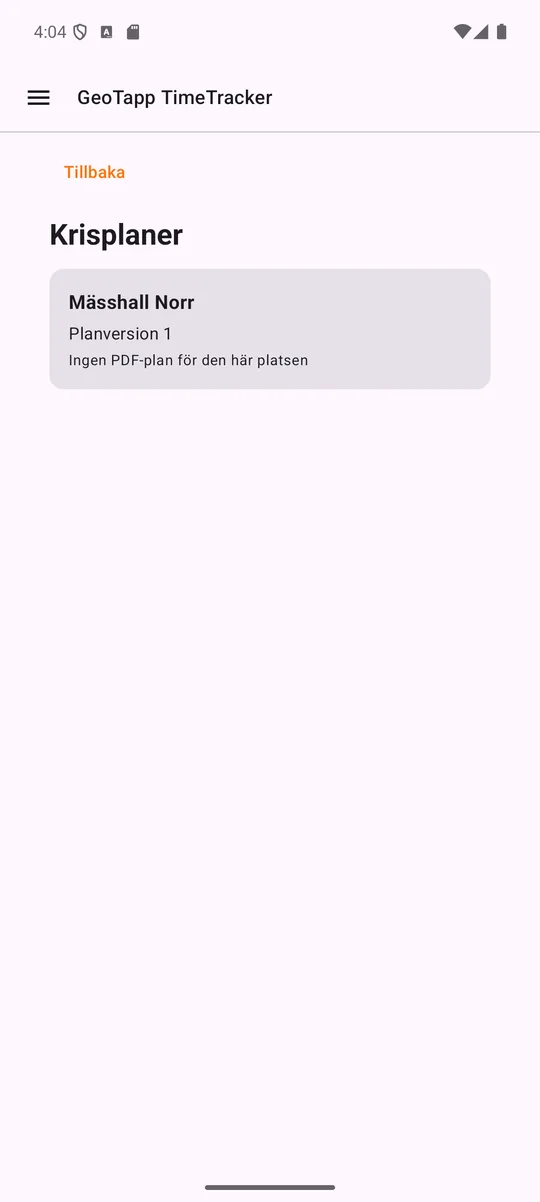 4:04
GeoTapp TimeTracker
Tillbaka
Krisplaner
Mässhall Norr
Planversion 1
Ingen PDF-plan för den här platsen